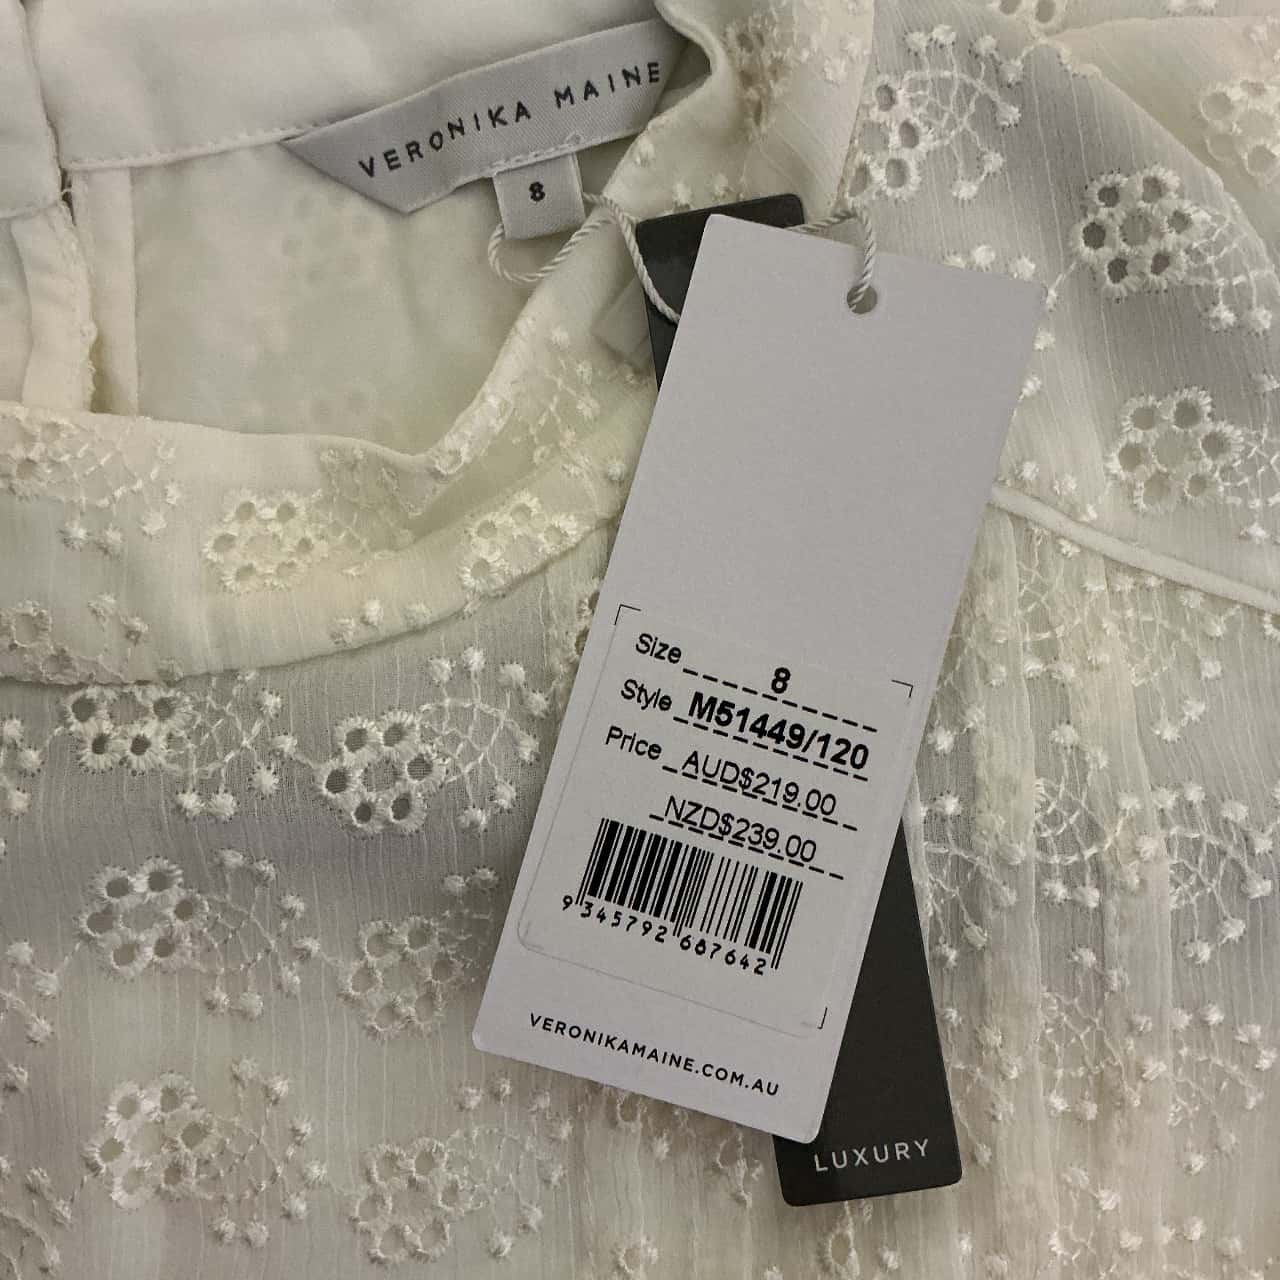 VERONIKA MAINE
8
Size 8
Style M51449/120
Price AUD$219.00
NZD$239.00
9 345792 687642
VERONIKAMAINE.COM.AU
LUXURY